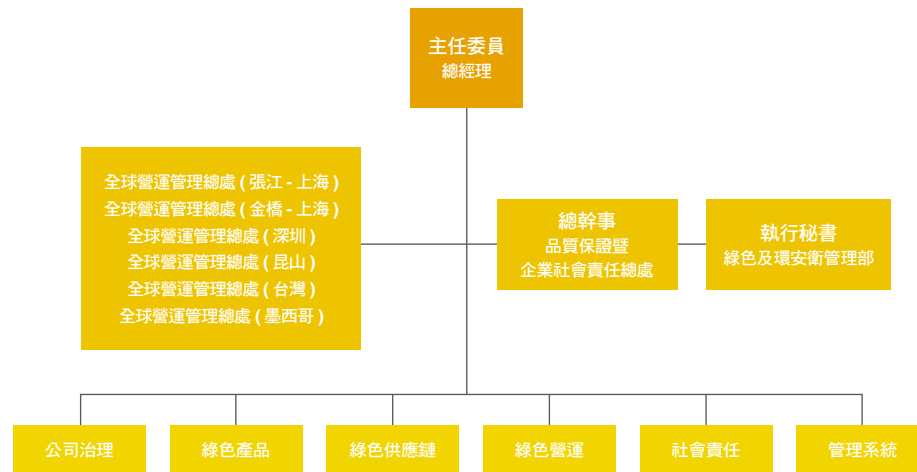 主任委員
總經理
全球營運管理總處 ( 張江 - 上海 )
全球營運管理總處 ( 金橋 - 上海 )
全球營運管理總處 ( 深圳 )
全球營運管理總處 ( 昆山 )
全球營運管理總處 ( 台灣 )
全球營運管理總處 ( 墨西哥 )
總幹事
品質保證暨
企業社會責任總處
執行秘書
綠色及環安衛管理部
公司治理
綠色產品
綠色供應鏈
綠色營運
社會責任
管理系統